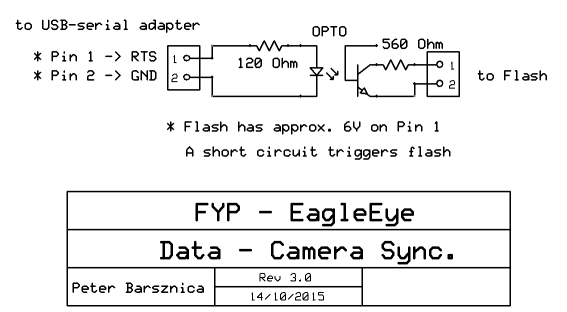 to USB-serial adapter
OPTO
* Pin 1 -> RTS
1
120 Ohm
560 Ohm
1
* Pin 2 -> GND
2
2
to Flash
* Flash has approx. 6V on Pin 1
A short circuit triggers flash
FYP - EagleEye
Data - Camera Sync.
Peter Barsznica
Rev 3.0
14/10/2015